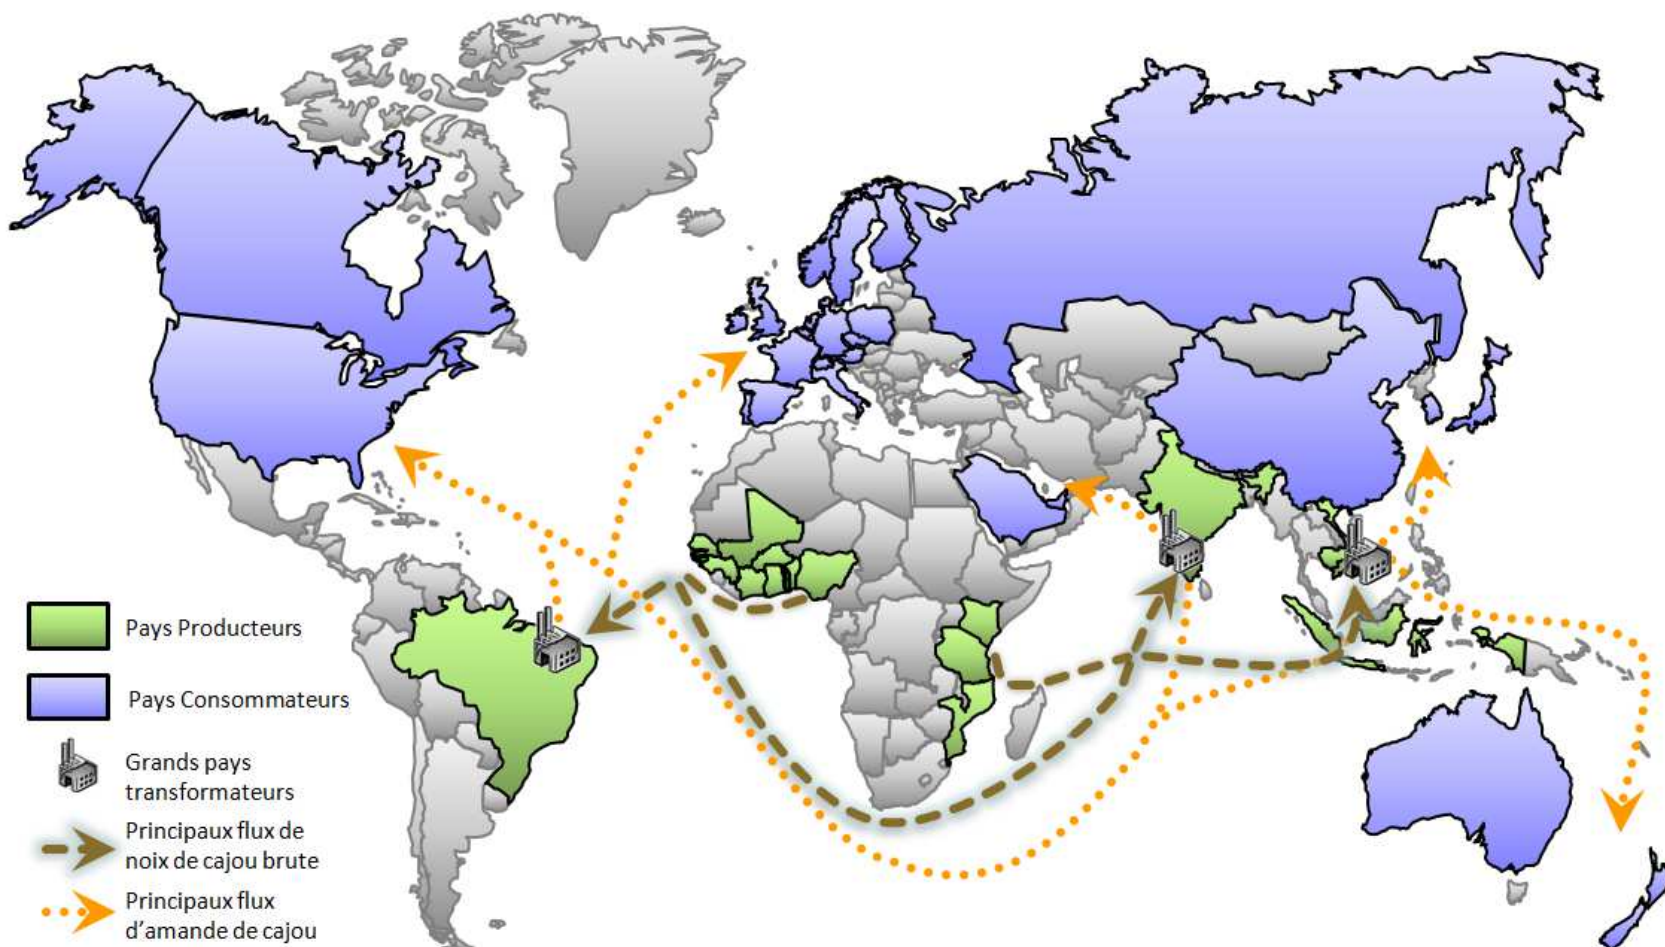 Pays Producteurs
Pays Consommateurs
Grands pays
transformateurs
Principaux flux de
noix de cajou brute
Principaux flux
d'amande de cajou